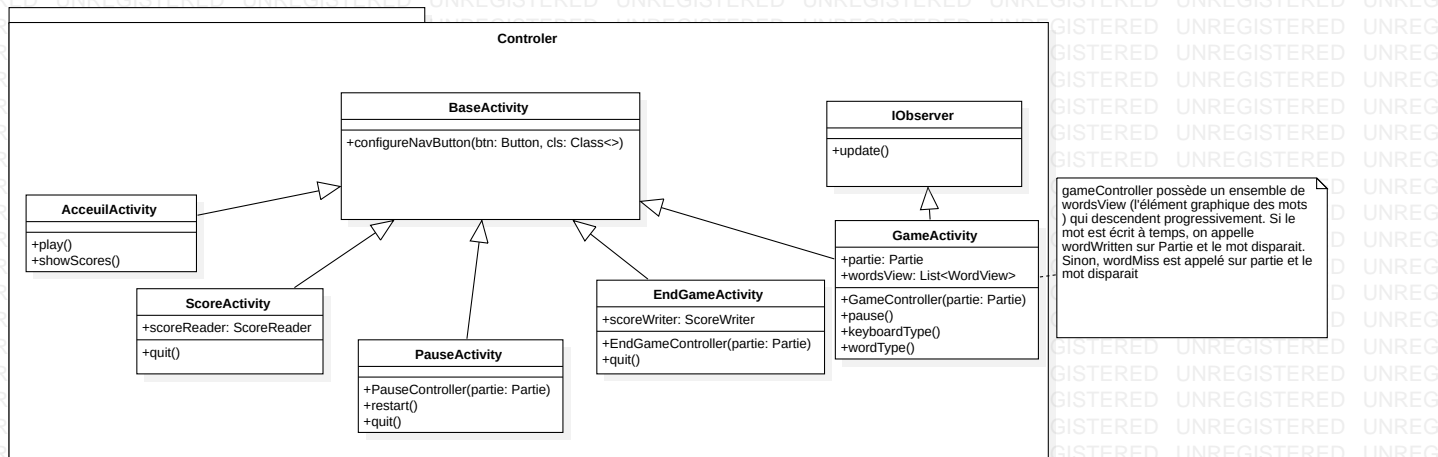 Controler
BaseActivity
+configureNavButton(btn: Button, cls: Class<>)
IObserver
+update()
AcceuilActivity
+play()
+showScores()
gameController possède un ensemble de
wordsView (l'élément graphique des mots
) qui descendent progressivement. Si le
mot est écrit à temps, on appelle
wordWritten sur Partie et le mot disparait.
Sinon, wordMiss est appelé sur partie et le
mot disparait
GameActivity
+partie: Partie
+wordsView: List<WordView>
+GameController(partie: Partie)
+pause()
+keyboardType()
+wordType()
ScoreActivity
+scoreReader: ScoreReader
+quit()
EndGameActivity
+scoreWriter: ScoreWriter
+EndGameController(partie: Partie)
+quit()
PauseActivity
+PauseController(partie: Partie)
+restart()
+quit()
UNREGISTERED UNREGISTERED UNREGISTERED UNREGISTERED